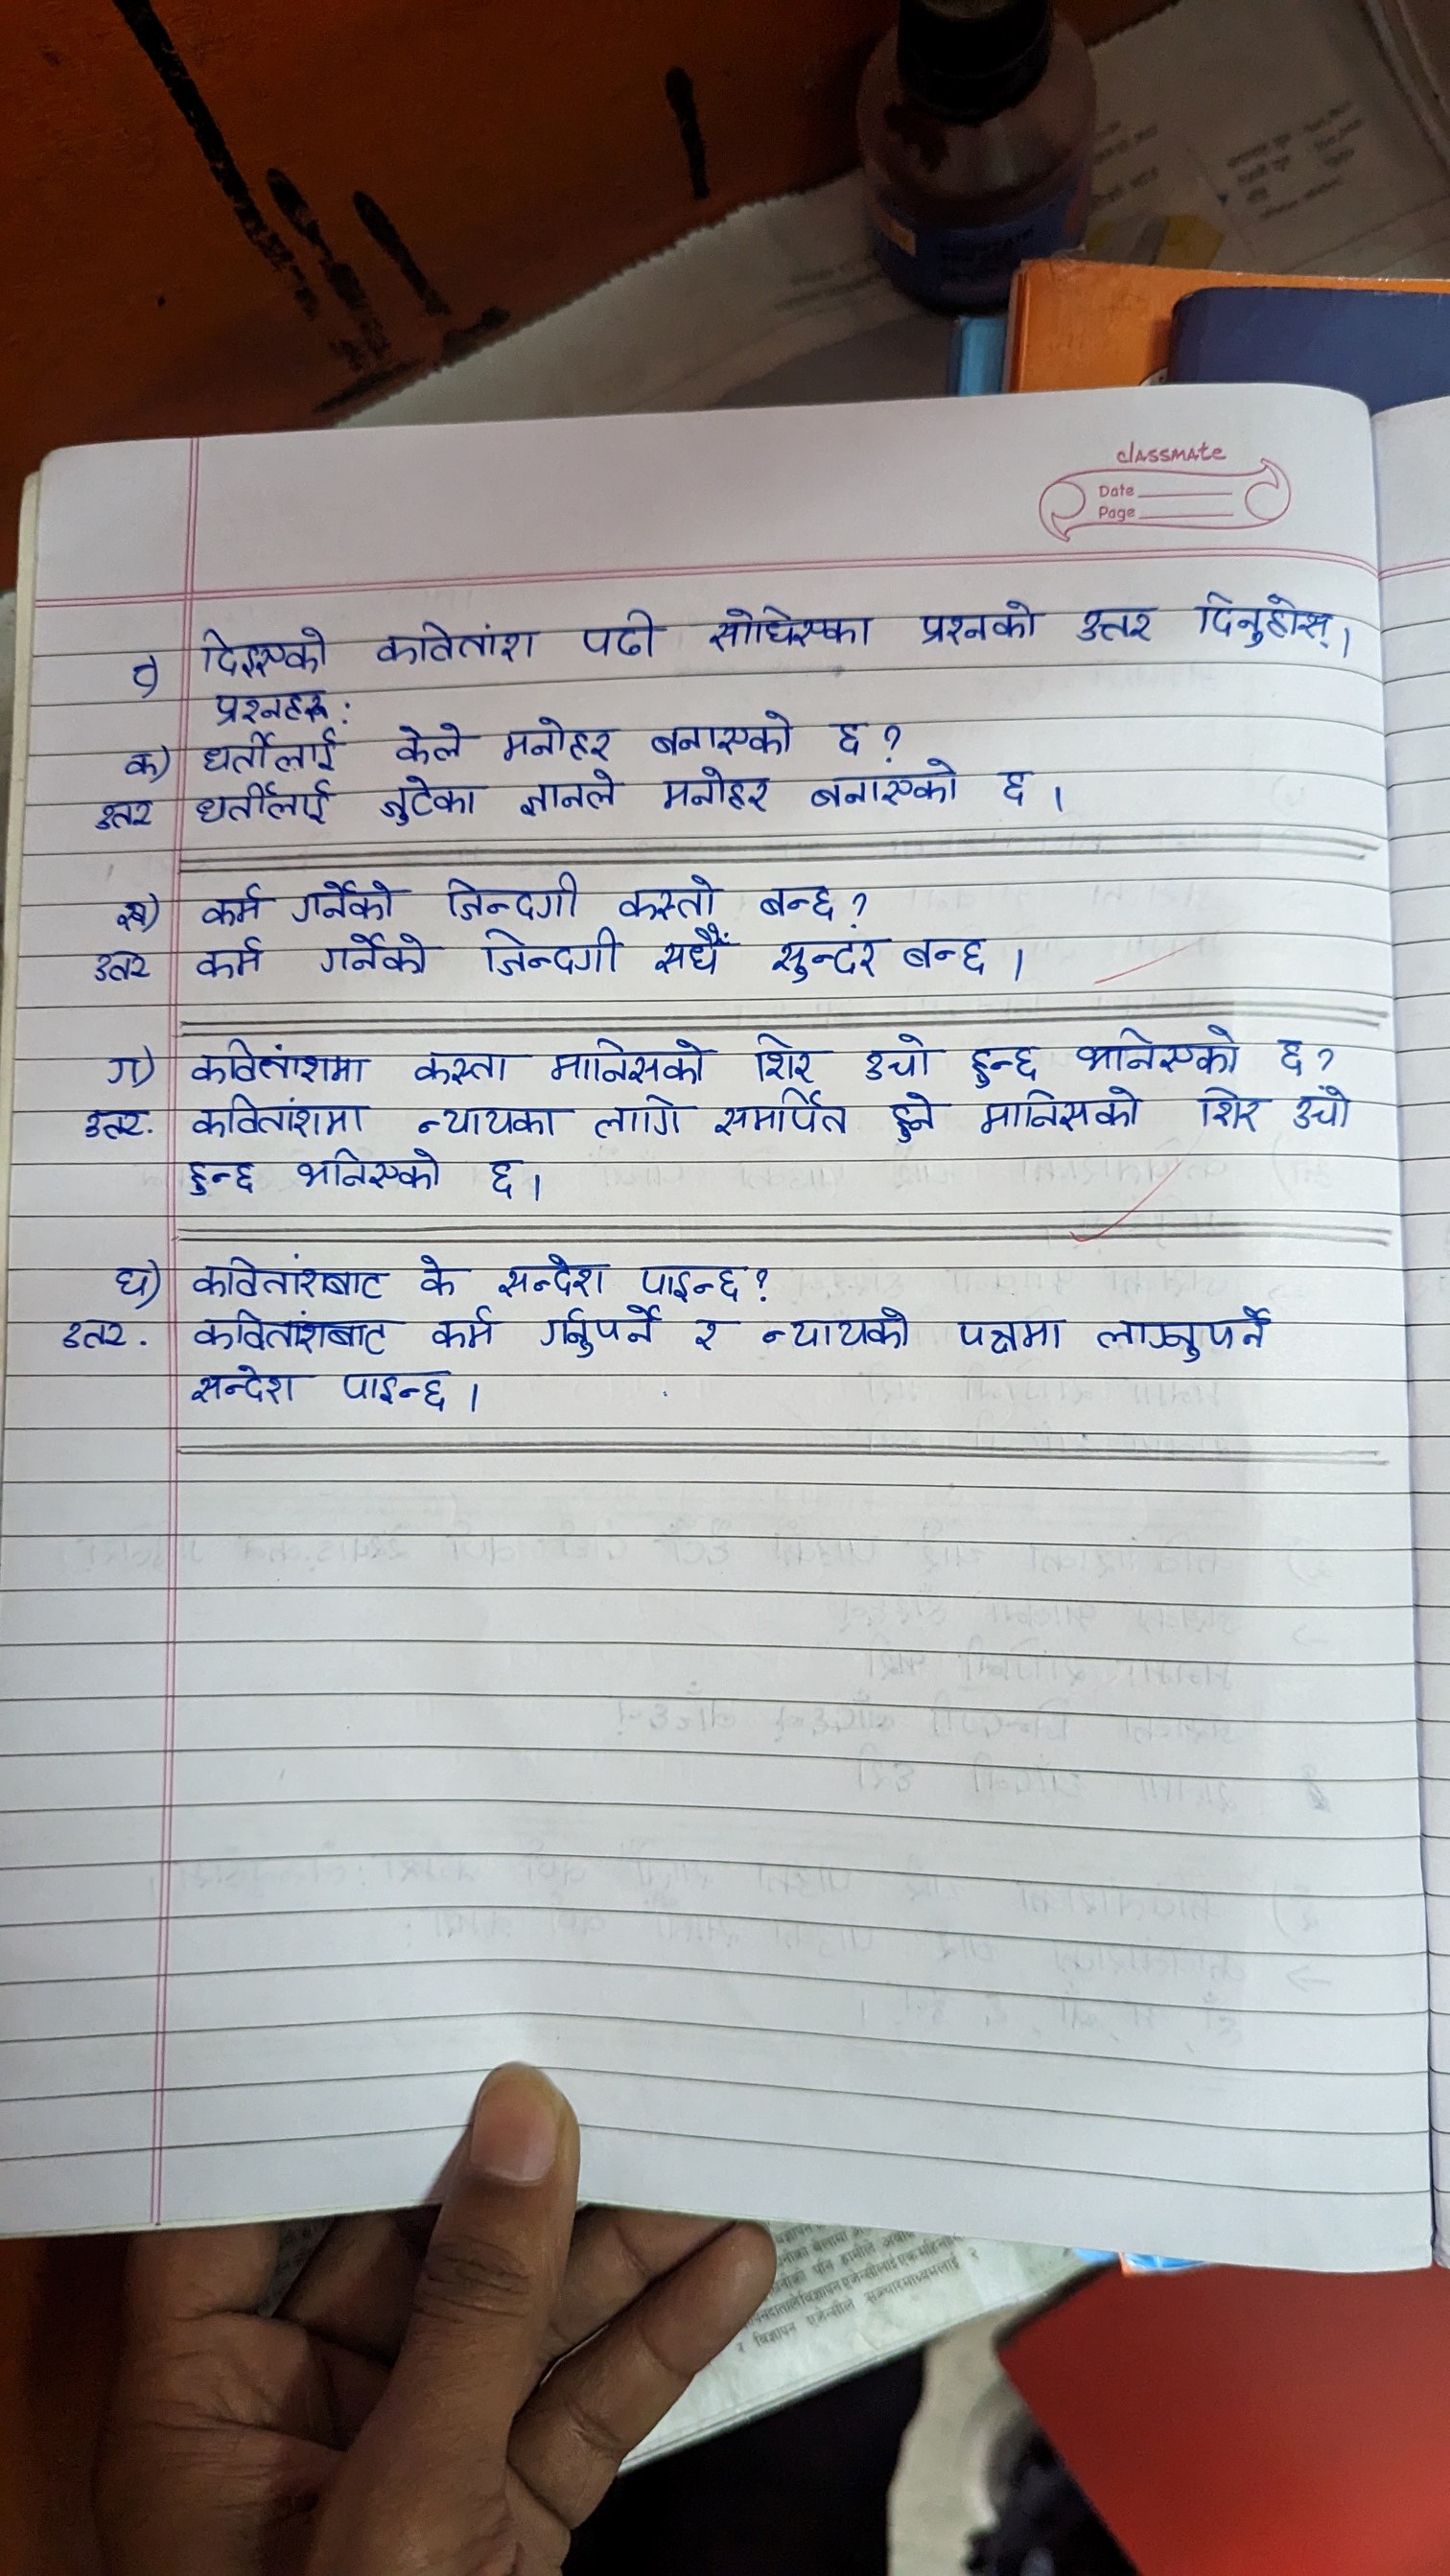 classmate
Date
Page
८) दिइएको कवितांश पढी सोधिएका प्रश्नको उत्तर दिनुहोस्।
प्रश्नहरू:
क) धर्तीलाई केले मनोहर बनाएको छ?
उत्तर धर्तीलाई जुटेका ज्ञानले मनोहर बनाएको छ।
ख) कर्म गर्नेको जिन्दगी कस्तो बन्छ?
उत्तर कर्म गर्नेको जिन्दगी सधैं सुन्दर बन्छ।
ग) कवितांशमा कस्ता मानिसको शिर उचो हुन्छ भनिएको छ?
उत्तर. कवितांशमा न्यायका लागि समर्पित हुने मानिसको शिर उचो
हुन्छ भनिएको छ।
घ) कवितांशबाट के सन्देश पाइन्छ?
उत्तर. कवितांशबाट कर्म गर्नुपर्ने र न्यायको पक्षमा लाग्नुपर्ने
सन्देश पाइन्छ।